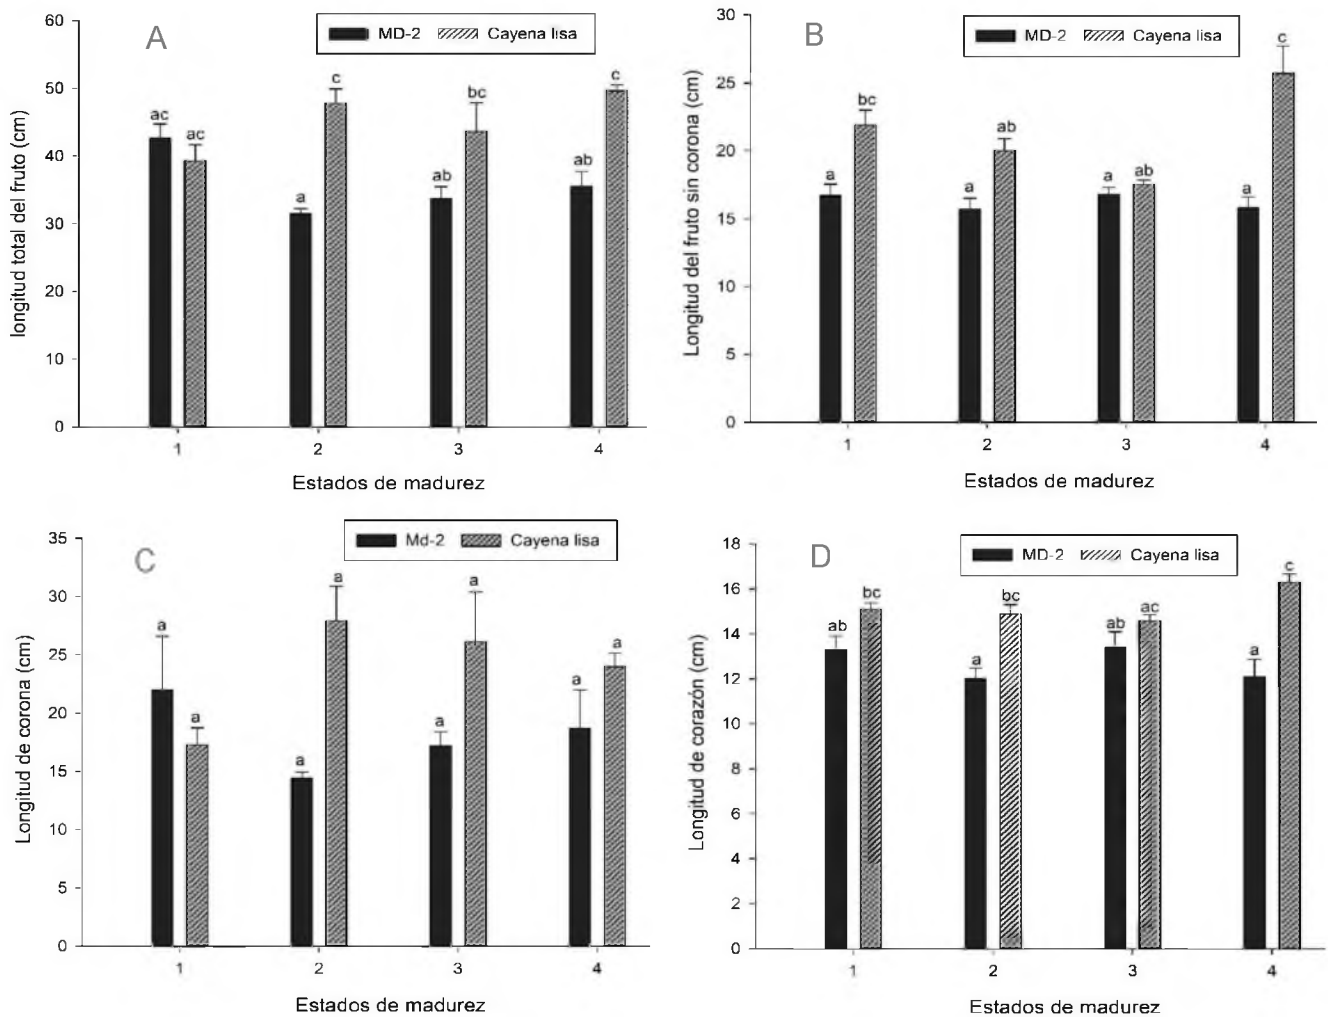 A
MD-2 Cayena lisa
longitud total del fruto (cm)
60
50
40
30
20
10
0
ac
ac
a
c
ab
bc
ab
c
1 2 3 4
Estados de madurez
B
MD-2 Cayena lisa
Longitud del fruto sin corona (cm)
30
25
20
15
10
5
0
a
bc
a
ab
a
ab
a
c
1 2 3 4
Estados de madurez
C
Md-2 Cayena lisa
Longitud de corona (cm)
35
30
25
20
15
10
5
0
a
a
a
a
a
a
a
a
1 2 3 4
Estados de madurez
D
MD-2 Cayena lisa
Longitud de corazón (cm)
18
16
14
12
10
8
6
4
2
0
ab
bc
a
bc
ab
ac
a
c
1 2 3 4
Estados de madurez